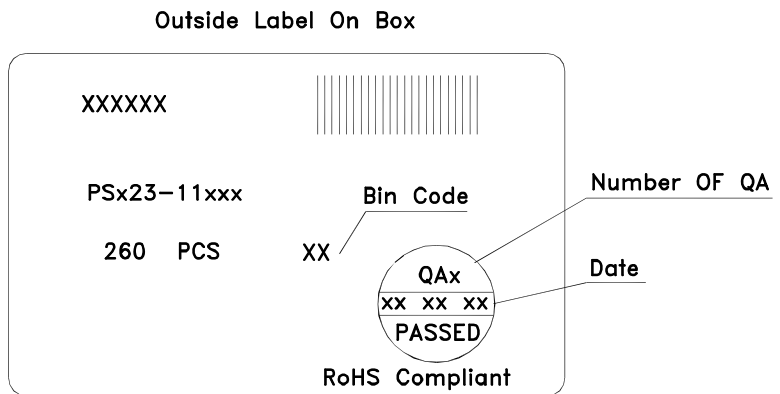 Outside Label On Box
XXXXXX
PSx23-11xxx
Bin Code
Number OF QA
260 PCS
XX
QAx
Date
xx xx xx
PASSED
RoHS Compliant